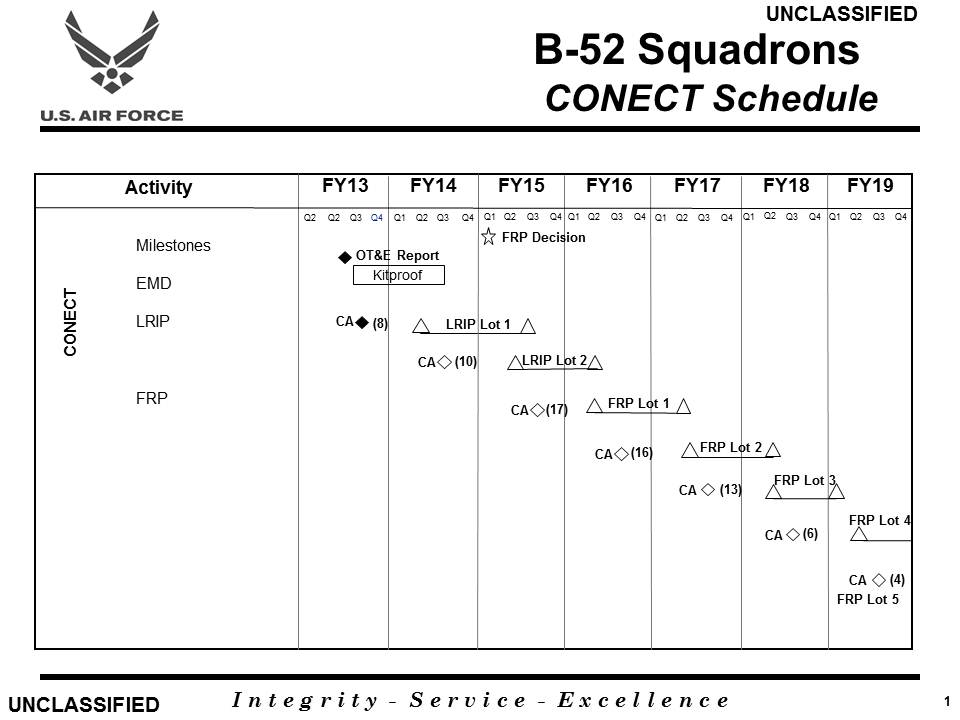 UNCLASSIFIED
B-52 Squadrons
CONECT Schedule
U.S. AIR FORCE
Activity FY13 FY14 FY15 FY16 FY17 FY18 FY19
Q2 Q2 Q3 Q4 Q1 Q2 Q3 Q4 Q1 Q2 Q3 Q4 Q1 Q2 Q3 Q4 Q1 Q2 Q3 Q4 Q1 Q2 Q3 Q4 Q1 Q2 Q3 Q4
CONECT
Milestones
FRP Decision
OT&E Report
Kitproof
EMD
LRIP
CA (8)
LRIP Lot 1
CA (10)
LRIP Lot 2
FRP
CA (17)
FRP Lot 1
CA (16)
FRP Lot 2
CA (13)
FRP Lot 3
CA (6)
FRP Lot 4
CA (4)
FRP Lot 5
UNCLASSIFIED
Integrity - Service - Excellence
1